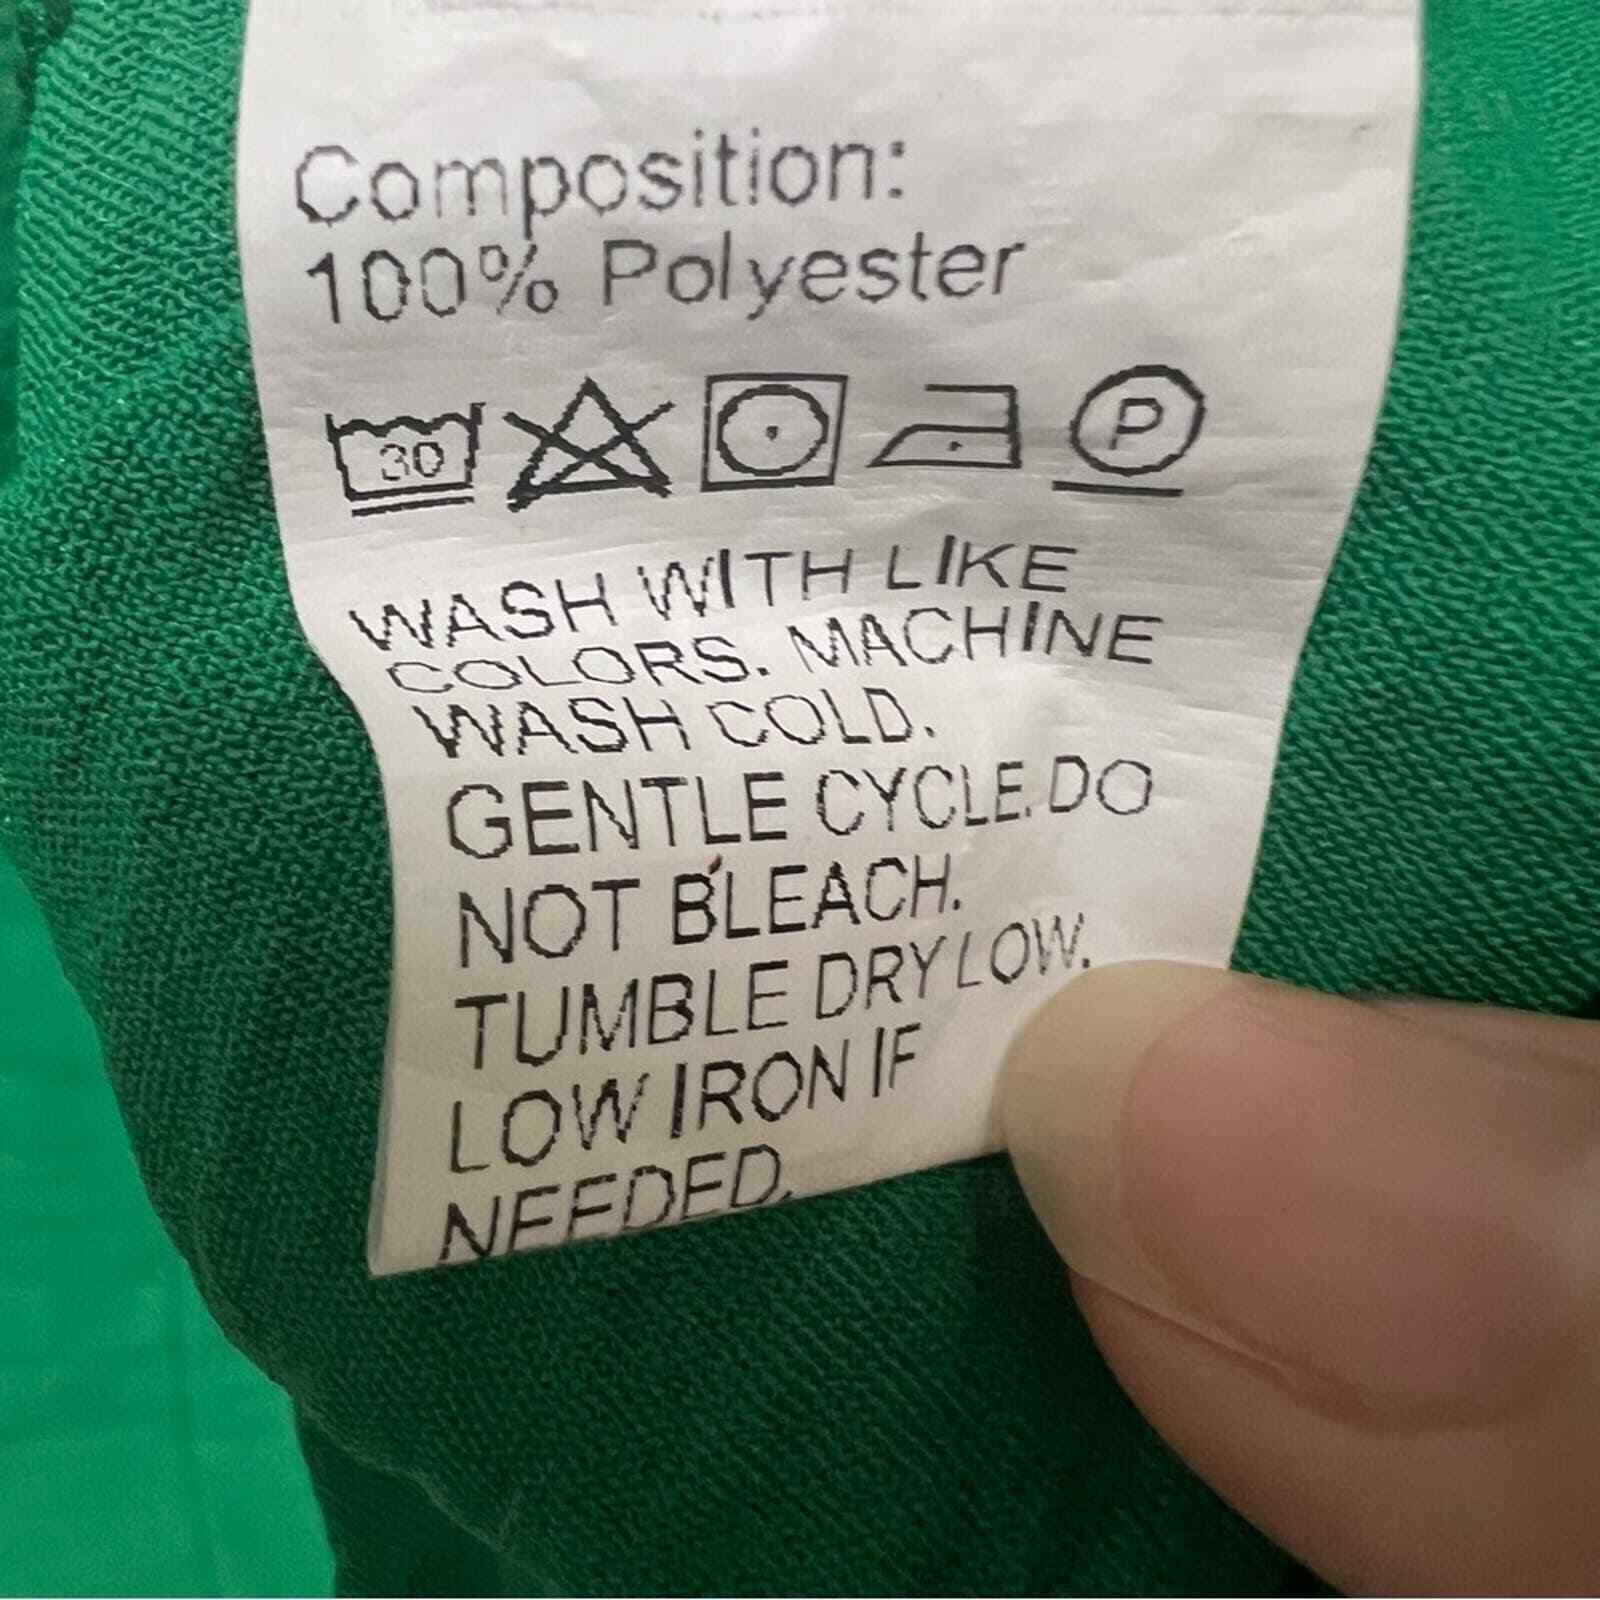 Composition:
100% Polyester
30 P
WASH WITH LIKE
COLORS. MACHINE
WASH COLD.
GENTLE CYCLE. DO
NOT BLEACH.
TUMBLE DRY LOW.
LOW IRON IF
NEEDED.